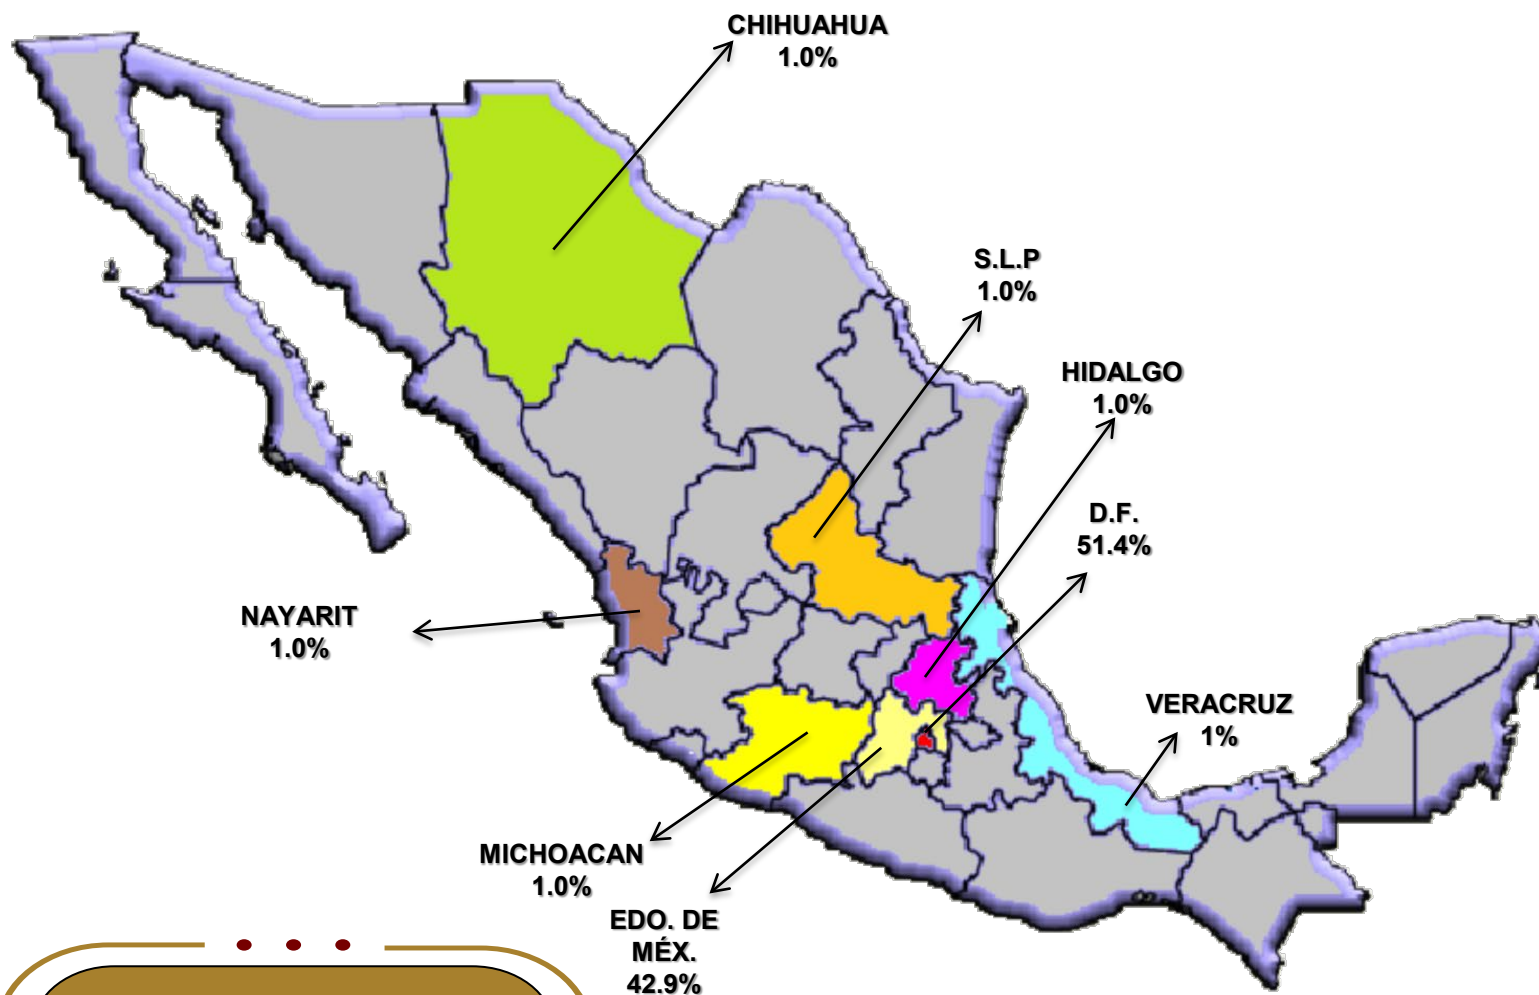 CHIHUAHUA
1.0%
S.L.P
1.0%
HIDALGO
1.0%
D.F.
51.4%
NAYARIT
1.0%
VERACRUZ
1%
MICHOACAN
1.0%
EDO. DE
MÉX.
42.9%